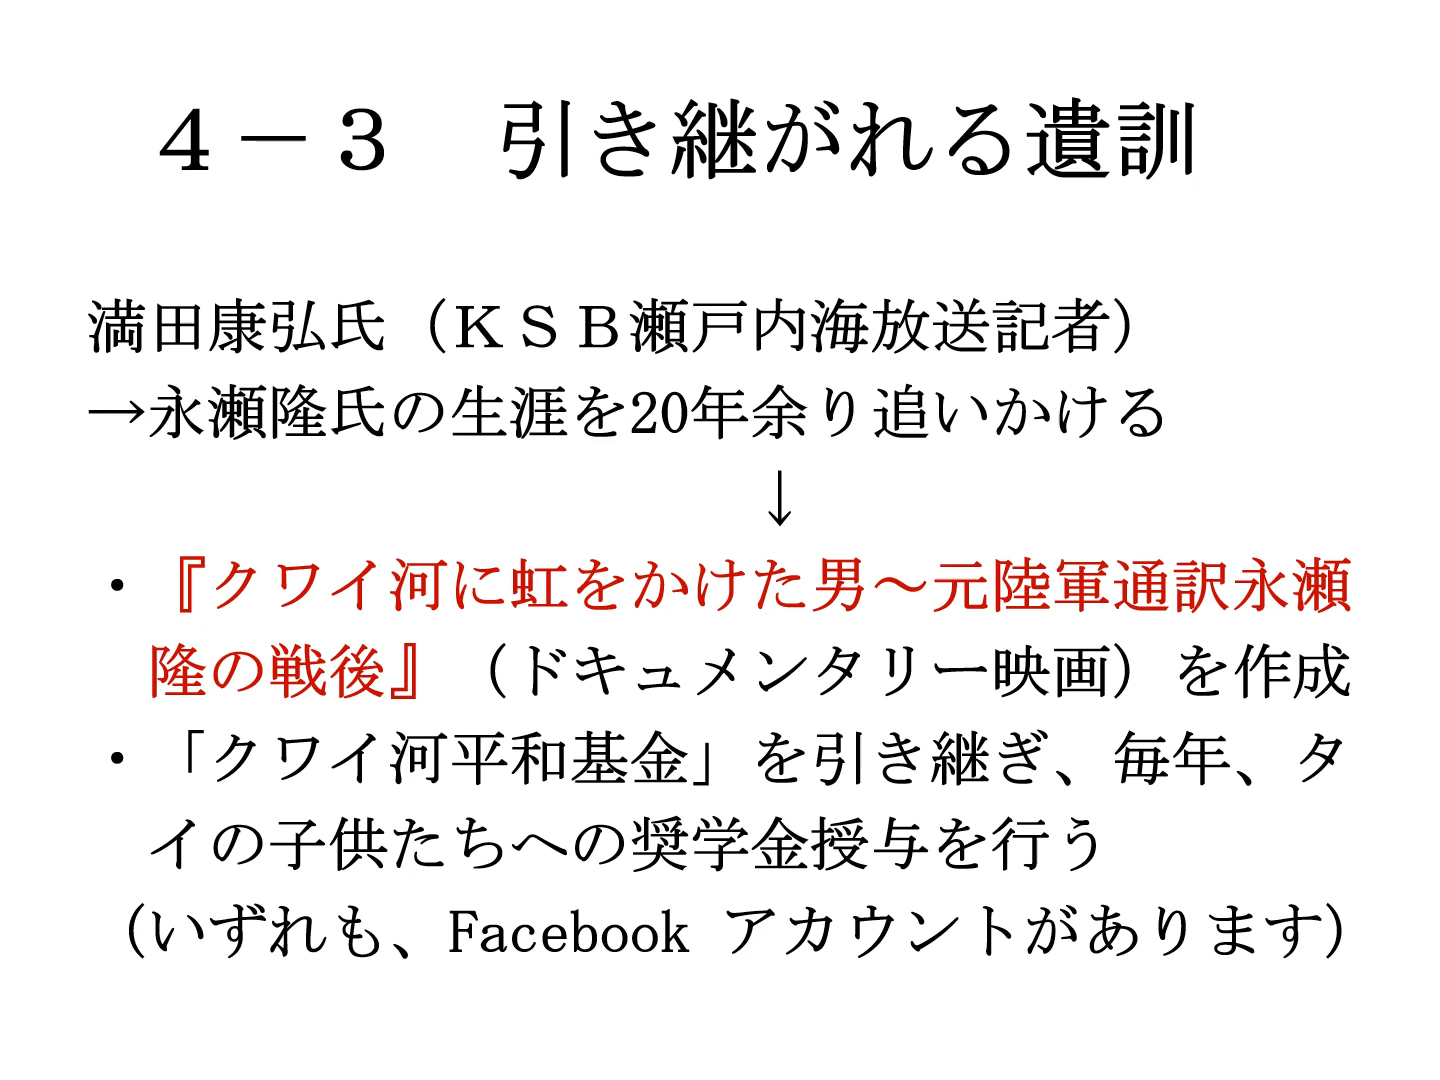 ４－３　引き継がれる遺訓
満田康弘氏（ＫＳＢ瀬戸内海放送記者）
→永瀬隆氏の生涯を20年余り追いかける
↓
・『クワイ河に虹をかけた男～元陸軍通訳永瀬
隆の戦後』（ドキュメンタリー映画）を作成
・「クワイ河平和基金」を引き継ぎ、毎年、タ
イの子供たちへの奨学金授与を行う
（いずれも、Facebook アカウントがあります）